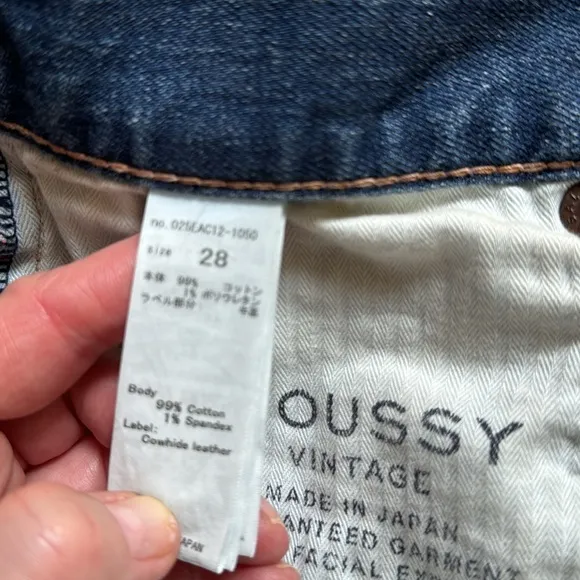 no. 025EAC12-1050
size 28
本体 99% コットン
1% ポリウレタン
ラベル部分 牛革
Body
99% Cotton
1% Spandex
Label:
Cowhide leather
APAN
OUSSY
VINTAGE
MADE IN JAPAN
ANTEED GARMEN
FACIAL EX